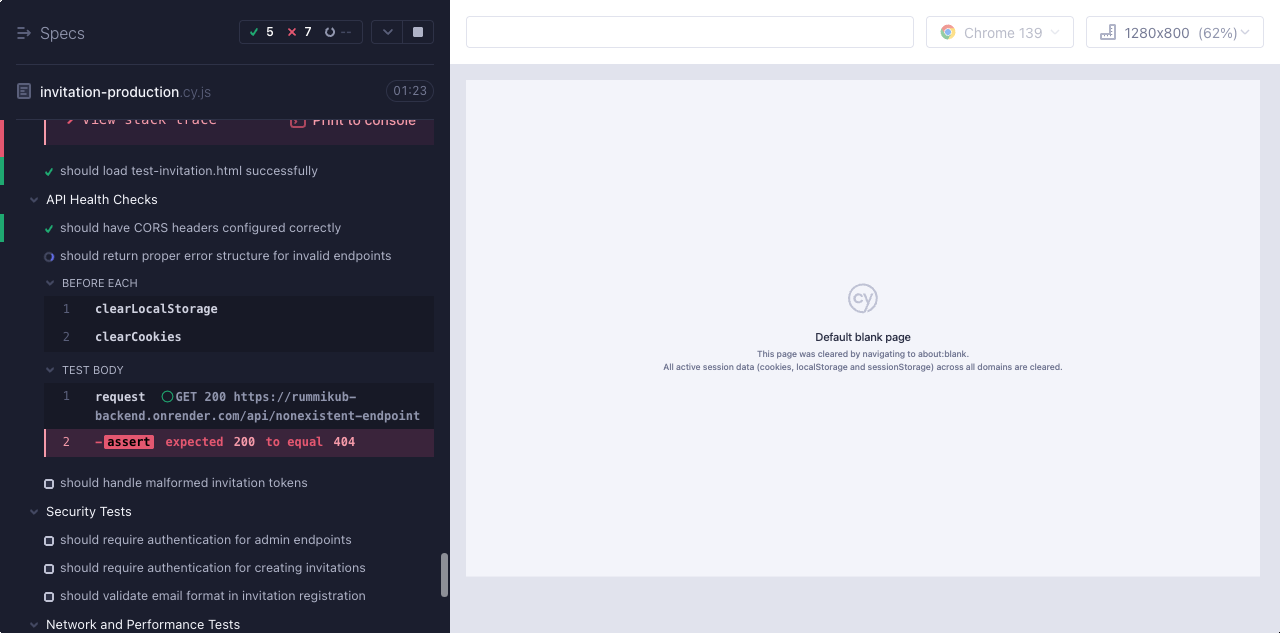 Specs
5 7 --
Chrome 139
1280x800 (62%)
invitation-production.cy.js
01:23
View stack trace Print to console
should load test-invitation.html successfully
API Health Checks
should have CORS headers configured correctly
should return proper error structure for invalid endpoints
BEFORE EACH
1 clearLocalStorage
2 clearCookies
TEST BODY
1 request GET 200 https://rummikub-
backend.onrender.com/api/nonexistent-endpoint
2 -assert expected 200 to equal 404
should handle malformed invitation tokens
Security Tests
should require authentication for admin endpoints
should require authentication for creating invitations
should validate email format in invitation registration
Network and Performance Tests
cy
Default blank page
This page was cleared by navigating to about:blank.
All active session data (cookies, localStorage and sessionStorage) across all domains are cleared.